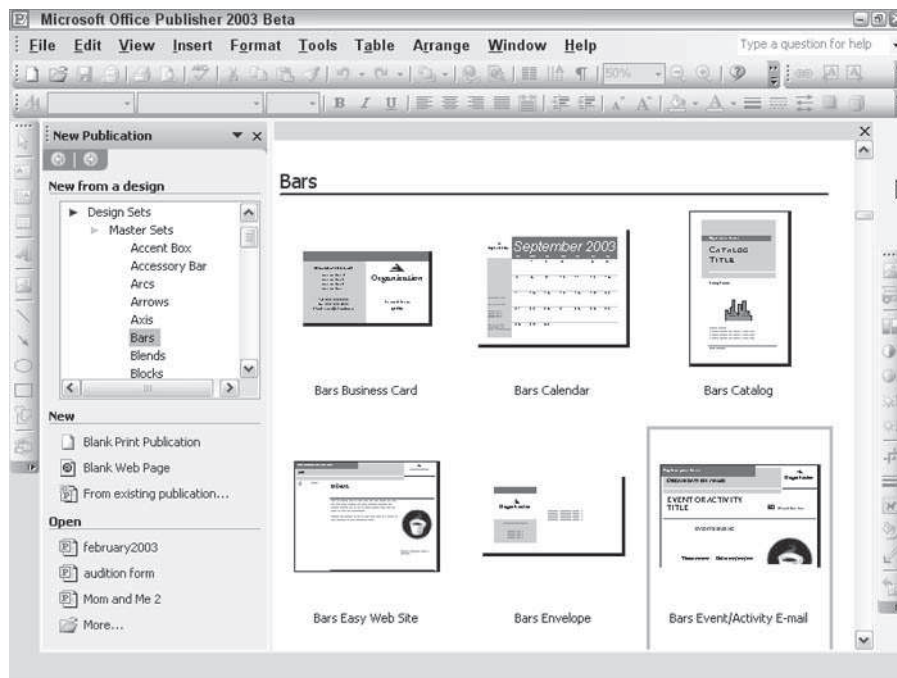 Microsoft Office Publisher 2003 Beta
File Edit View Insert Format Tools Table Arrange Window Help
Type a question for help
50%
B I U
New Publication
New from a design
Design Sets
Master Sets
Accent Box
Accessory Bar
Arcs
Arrows
Axis
Bars
Blends
Blocks
New
Blank Print Publication
Blank Web Page
From existing publication...
Open
february2003
audition form
Mom and Me 2
More...
Bars
Organization
September 2003
CATALOG
TITLE
Bars Business Card
Bars Calendar
Bars Catalog
EVENT OR ACTIVITY
TITLE
Bars Easy Web Site
Bars Envelope
Bars Event/Activity E-mail